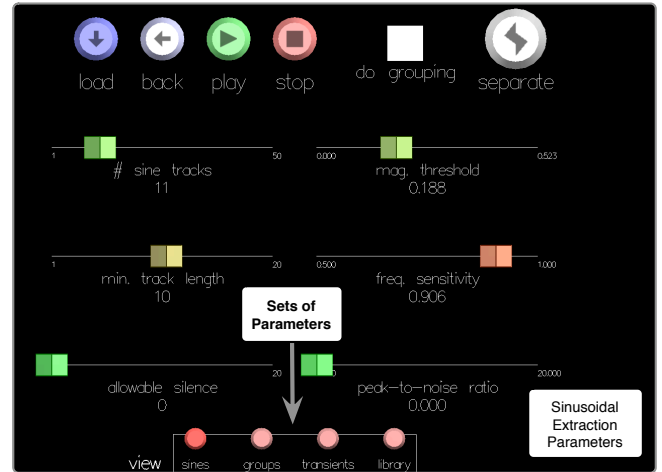 load back play stop do grouping separate
1 50 0.000 0.523
# sine tracks mag. threshold
11 0.188
1 20 0.500 1.000
min. track length freq. sensitivity
10 0.906
Sets of
Parameters
20 20.000
allowable silence peak-to-noise ratio
0 0.000
Sinusoidal
Extraction
Parameters
view sines groups transients library